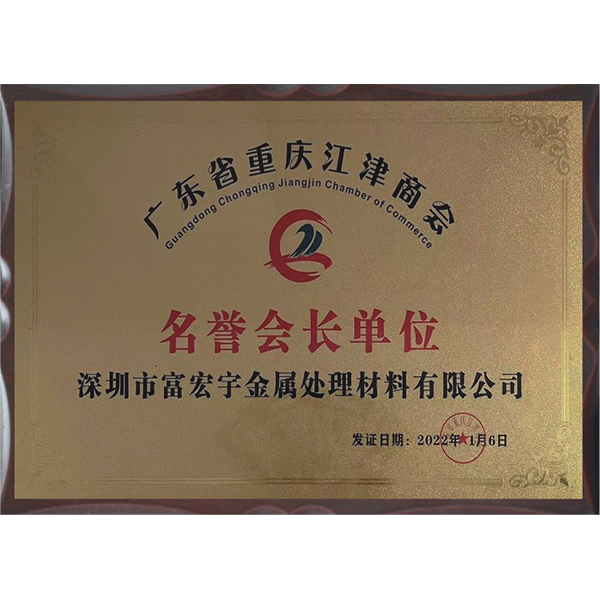 广东省重庆江津商会
Guangdong Chongqing Jiangjin Chamber of Commerce
名誉会长单位
深圳市富宏宇金属处理材料有限公司
发证日期：2022年1月6日